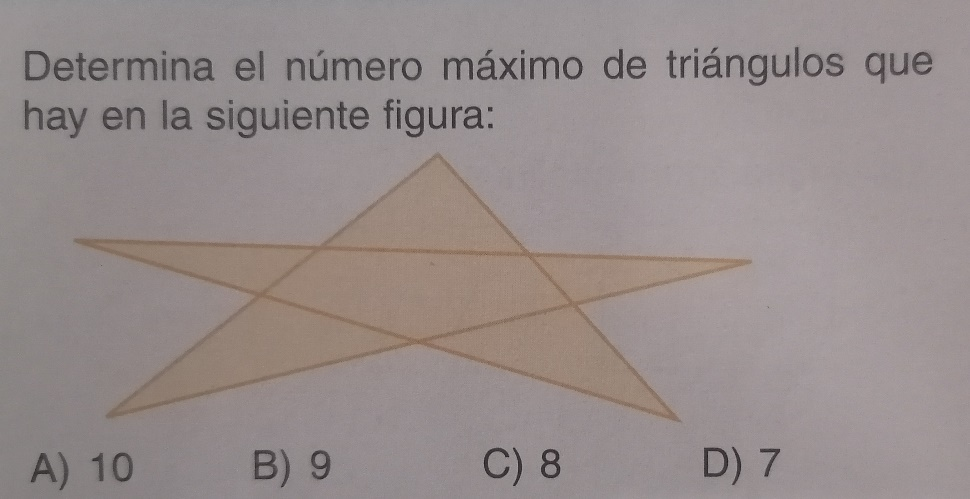 Determina el número máximo de triángulos que
hay en la siguiente figura:
A) 10 B) 9 C) 8 D) 7